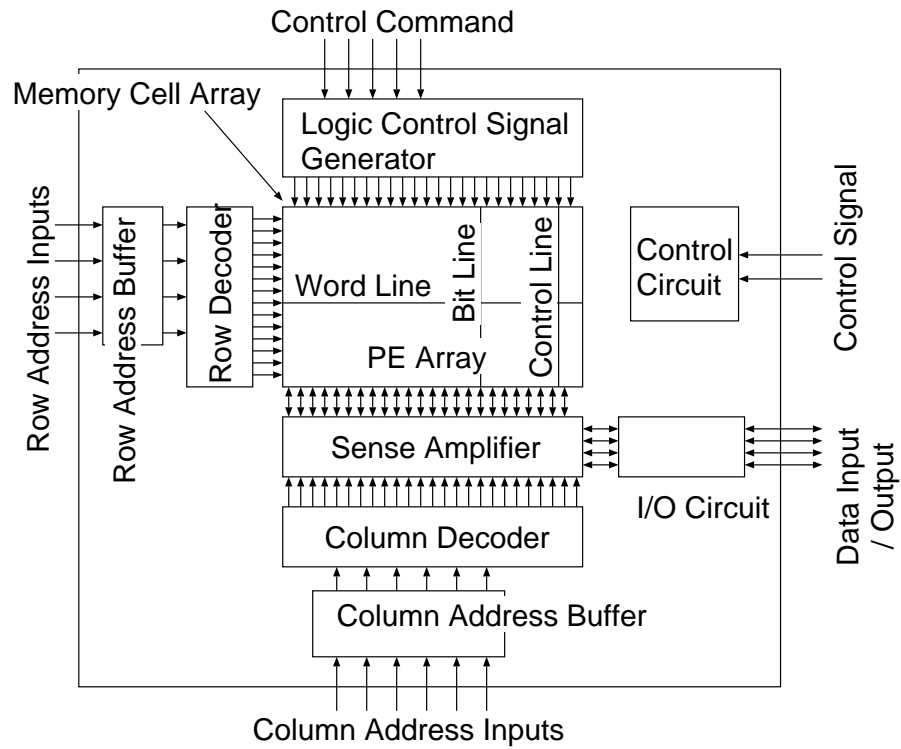 Control Command
Memory Cell Array
Logic Control Signal
Generator
Row Address Inputs
Row Address Buffer
Row Decoder
Word Line
Bit Line
Control Line
PE Array
Control
Circuit
Control Signal
Sense Amplifier
I/O Circuit
Data Input
/ Output
Column Decoder
Column Address Buffer
Column Address Inputs